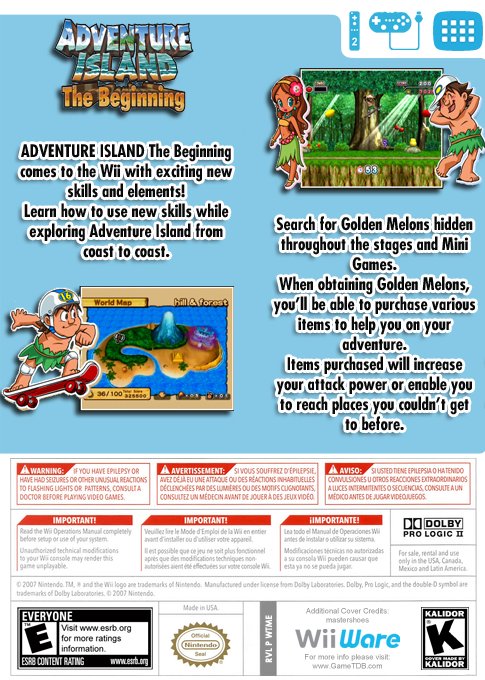 ADVENTURE
ISLAND
The Beginning
2
ADVENTURE ISLAND The Beginning
comes to the Wii with exciting new
skills and elements!
Learn how to use new skills while
exploring Adventure Island from
coast to coast.
53
Search for Golden Melons hidden
throughout the stages and Mini
Games.
When obtaining Golden Melons,
you'll be able to purchase various
items to help you on your
adventure.
Items purchased will increase
your attack power or enable you
to reach places you couldn't get
to before.
World Map
hill & forest
36/100
325500
WARNING: IF YOU HAVE EPILEPSY OR
HAVE HAD SEIZURES OR OTHER UNUSUAL REACTIONS
TO FLASHING LIGHTS OR PATTERNS, CONSULT A
DOCTOR BEFORE PLAYING VIDEO GAMES.
AVERTISSEMENT: SI VOUS SOUFFREZ D'ÉPILEPSIE,
AVEZ DÉJÀ EU UNE ATTAQUE OU DES RÉACTIONS INHABITUELLES
DÉCLENCHÉES PAR DES LUMIÈRES OU DES MOTIFS CLIGNOTANTS,
CONSULTEZ UN MÉDECIN AVANT DE JOUER À DES JEUX VIDÉO.
AVISO: SI USTED TIENE EPILEPSIA O HA TENIDO
CONVULSIONES U OTRAS REACCIONES EXTRAORDINARIOS
A LUCES INTERMITENTES O SECUENCIAS, CONSULTE A UN
MÉDICO ANTES DE JUGAR VIDEOJUEGOS.
IMPORTANT!
Read the Wii Operations Manual completely
before setup or use of your system.
Unauthorized technical modifications
to your Wii console may render this
game unplayable.
IMPORTANT!
Veuillez lire le Mode d'Emploi de la Wii en entier
avant d'installer ou d'utiliser votre appareil.
Il est possible que ce jeu ne soit plus fonctionnel
après que des modifications techniques non-
autorisées aient été effectuées sur votre console Wii.
¡IMPORTANTE!
Lea todo el Manual de Operaciones Wii
antes de instalar o utilizar su sistema.
Modificaciones técnicas no autorizadas
a su consola Wii pueden causar que
esta ya no se pueda jugar.
DOLBY
PRO LOGIC II
For sale, rental and use
only in the USA, Canada,
Mexico and Latin America.
© 2007 Nintendo. TM, ® and the Wii logo are trademarks of Nintendo. Manufactured under license from Dolby Laboratories. Dolby, Pro Logic, and the double-D symbol are
trademarks of Dolby Laboratories. © 2007 Nintendo.
EVERYONE
E
Visit www.esrb.org
for more ratings
information.
ESRB CONTENT RATING www.esrb.org
Made in USA.
Official
Nintendo
Seal
RVL P WTME
Additional Cover Credits:
mastershoes
WiiWare
For more info please visit:
www.GameTDB.com
KALIDOR
K
COVER MADE BY
KALIDOR